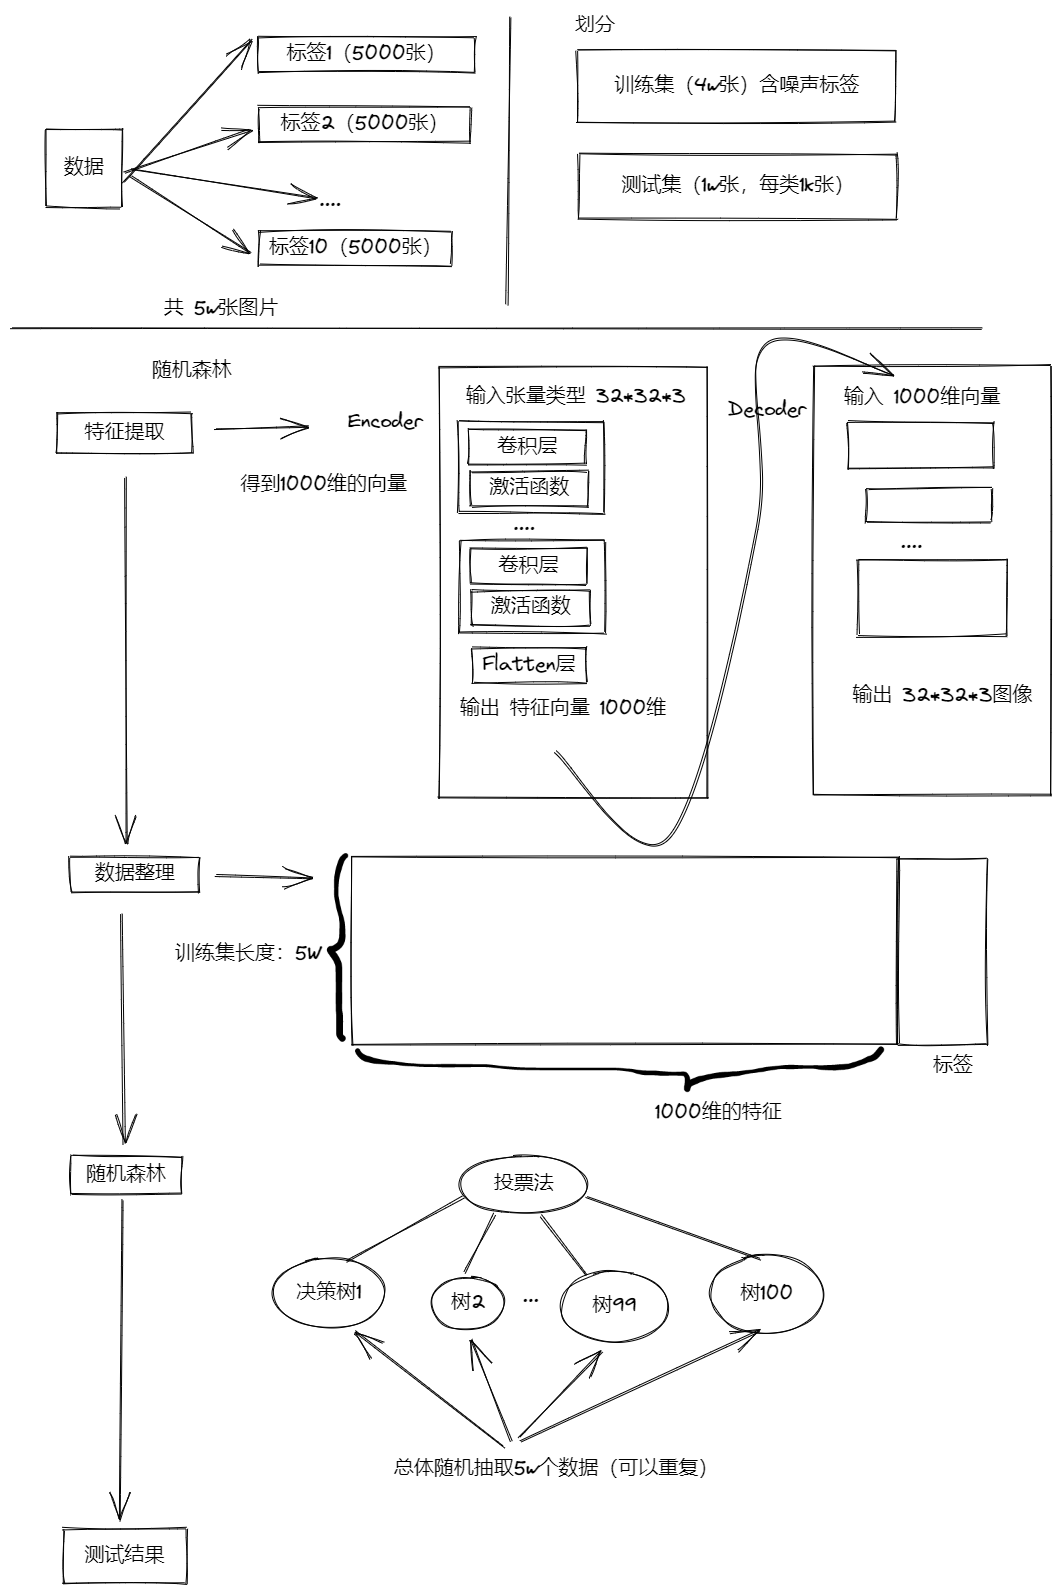 标签1（5000张）
标签2（5000张）
数据
....
标签10（5000张）
共 5w张图片
划分
训练集（4w张）含噪声标签
测试集（1w张，每类1k张）
随机森林
特征提取
Encoder
得到1000维的向量
输入张量类型 32*32*3
卷积层
激活函数
....
卷积层
激活函数
Flatten层
输出 特征向量 1000维
Decoder
输入 1000维向量
....
输出 32*32*3图像
数据整理
训练集长度：5W
标签
1000维的特征
随机森林
投票法
决策树1
树2
...
树99
树100
总体随机抽取5w个数据（可以重复）
测试结果